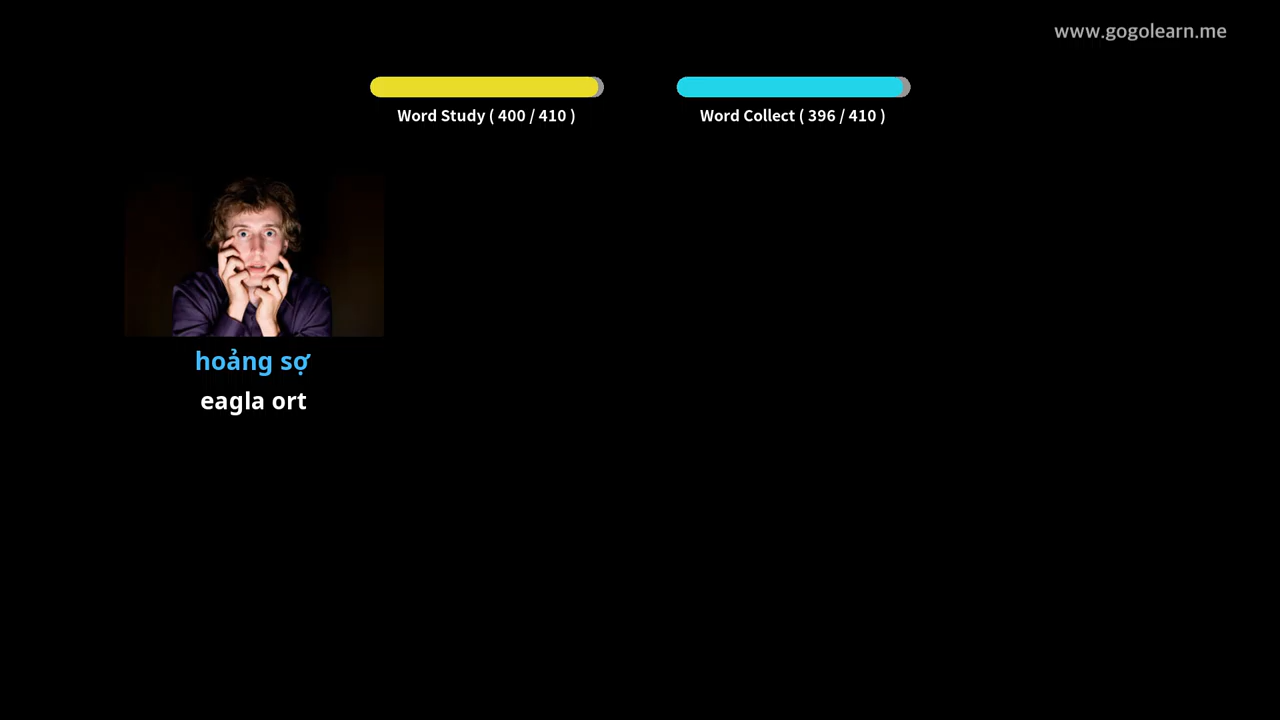 www.gogolearn.me
Word Study ( 400 / 410 )
Word Collect ( 396 / 410 )
hoảng sợ
eagla ort